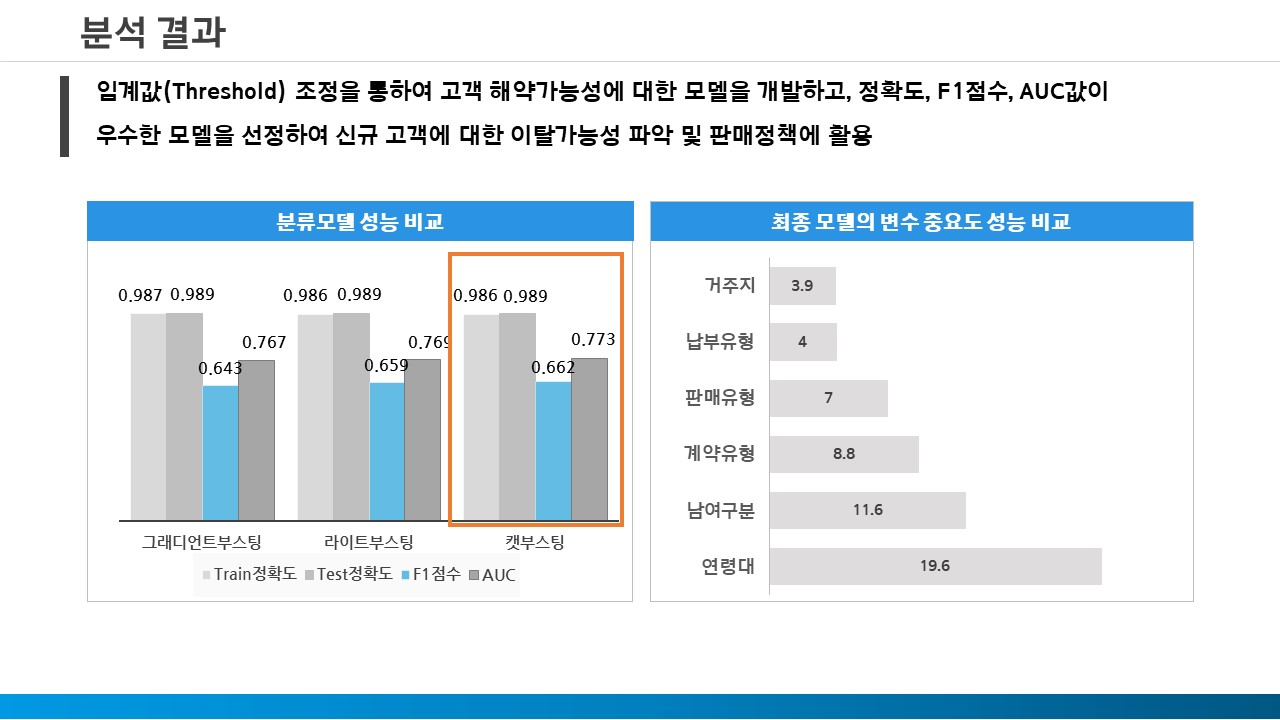 분석 결과
임계값(Threshold) 조정을 통하여 고객 해약가능성에 대한 모델을 개발하고, 정확도, F1점수, AUC값이
우수한 모델을 선정하여 신규 고객에 대한 이탈가능성 파악 및 판매정책에 활용
분류모델 성능 비교
0.987 0.989 0.643 0.767
0.986 0.989 0.659 0.769
0.986 0.989 0.662 0.773
그래디언트부스팅 라이트부스팅 캣부스팅
Train정확도 Test정확도 F1점수 AUC
최종 모델의 변수 중요도 성능 비교
거주지 3.9
납부유형 4
판매유형 7
계약유형 8.8
남여구분 11.6
연령대 19.6